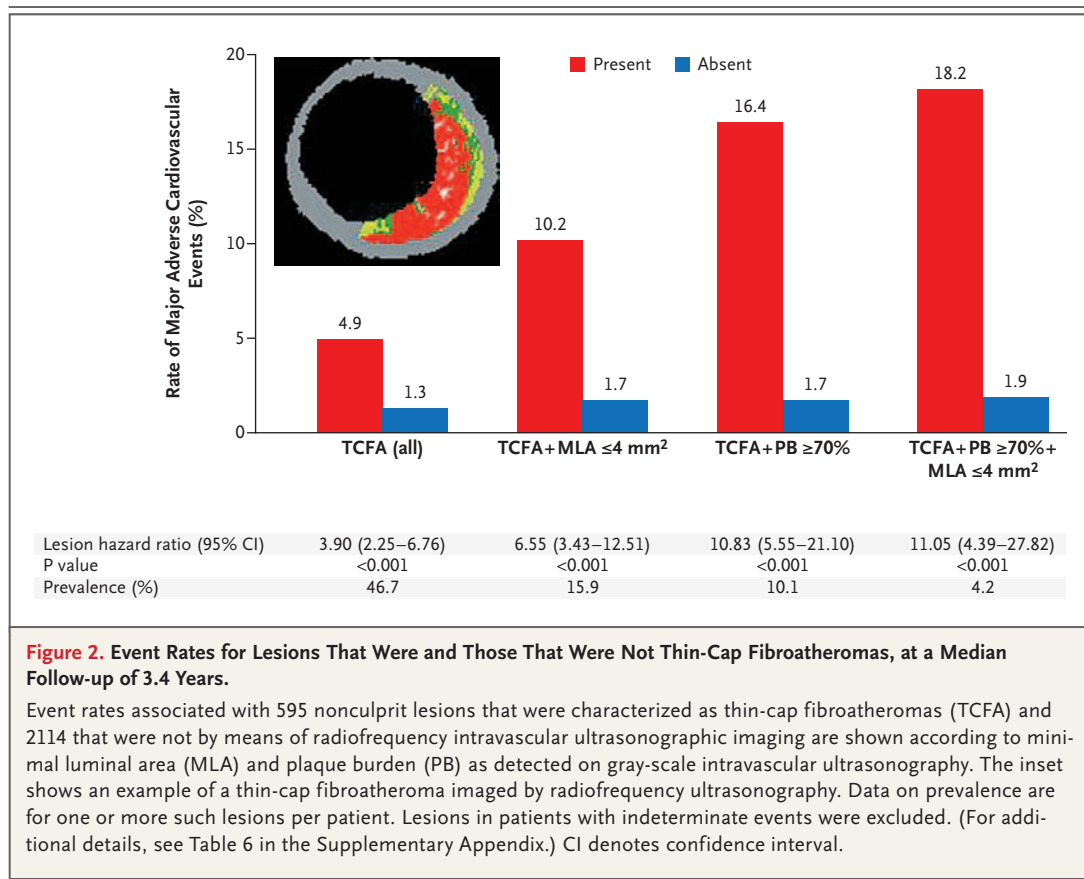 20
Present
Absent
18.2
16.4
15
Rate of Major Adverse Cardiovascular
Events (%)
10.2
10
4.9
5
1.3
1.7
1.7
1.9
0
TCFA (all)
TCFA+MLA ≤4 mm²
TCFA+PB ≥70%
TCFA+PB ≥70%+
MLA ≤4 mm²
Lesion hazard ratio (95% CI) 3.90 (2.25–6.76) 6.55 (3.43–12.51) 10.83 (5.55–21.10) 11.05 (4.39–27.82)
P value <0.001 <0.001 <0.001 <0.001
Prevalence (%) 46.7 15.9 10.1 4.2
Figure 2. Event Rates for Lesions That Were and Those That Were Not Thin-Cap Fibroatheromas, at a Median
Follow-up of 3.4 Years.
Event rates associated with 595 nonculprit lesions that were characterized as thin-cap fibroatheromas (TCFA) and
2114 that were not by means of radiofrequency intravascular ultrasonographic imaging are shown according to mini-
mal luminal area (MLA) and plaque burden (PB) as detected on gray-scale intravascular ultrasonography. The inset
shows an example of a thin-cap fibroatheroma imaged by radiofrequency ultrasonography. Data on prevalence are
for one or more such lesions per patient. Lesions in patients with indeterminate events were excluded. (For addi-
tional details, see Table 6 in the Supplementary Appendix.) CI denotes confidence interval.